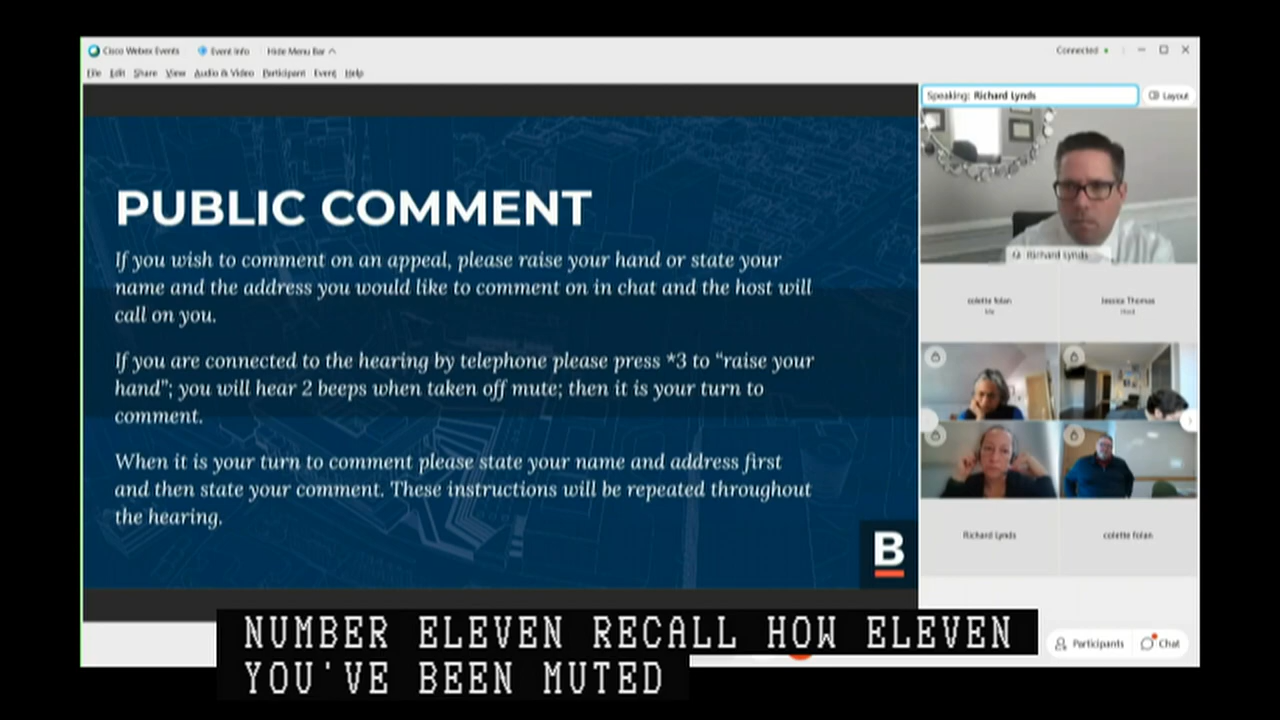 Cisco Webex Events Event Info Hide Menu Bar Connected
File Edit Share View Audio & Video Participant Event Help
Speaking: Richard Lynds Layout
PUBLIC COMMENT
If you wish to comment on an appeal, please raise your hand or state your
name and the address you would like to comment on in chat and the host will
call on you.
If you are connected to the hearing by telephone please press *3 to “raise your
hand”; you will hear 2 beeps when taken off mute; then it is your turn to
comment.
When it is your turn to comment please state your name and address first
and then state your comment. These instructions will be repeated throughout
the hearing.
B
Richard Lynds
colette folan
Me
Jessica Thomas
Host
Richard Lynds
colette folan
Participants Chat
NUMBER ELEVEN RECALL HOW ELEVEN
YOU'VE BEEN MUTED